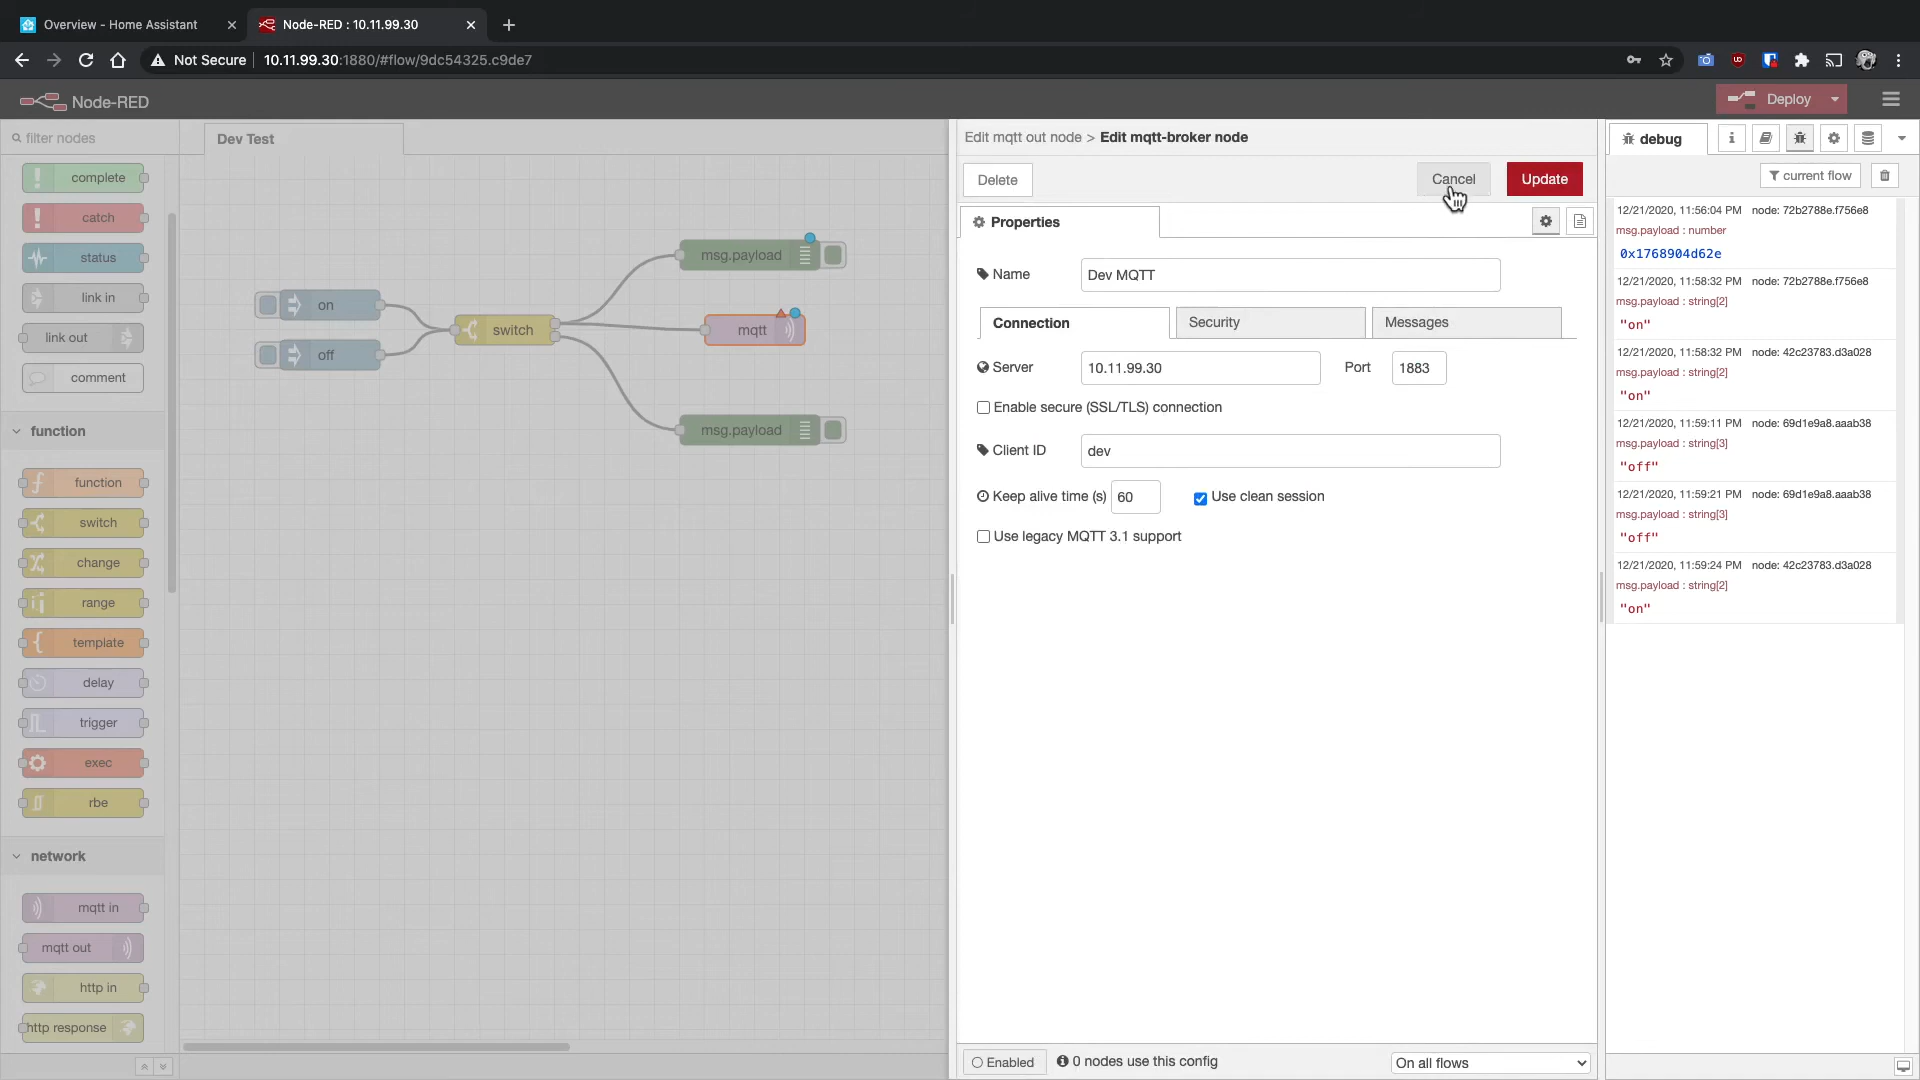 Overview - Home Assistant
Node-RED : 10.11.99.30
Not Secure
10.11.99.30:1880/#flow/9dc54325.c9de7
Node-RED
Deploy
filter nodes
complete
catch
status
link in
link out
comment
function
function
switch
change
range
template
delay
trigger
exec
rbe
network
mqtt in
mqtt out
http in
http response
Dev Test
on
off
switch
msg.payload
mqtt
msg.payload
Edit mqtt out node > Edit mqtt-broker node
Delete
Cancel
Update
Properties
Name
Dev MQTT
Connection
Security
Messages
Server
10.11.99.30
Port
1883
Enable secure (SSL/TLS) connection
Client ID
dev
Keep alive time (s)
60
Use clean session
Use legacy MQTT 3.1 support
Enabled
0 nodes use this config
On all flows
debug
current flow
12/21/2020, 11:56:04 PM node: 72b2788e.f756e8
msg.payload : number
0x1768904d62e
12/21/2020, 11:58:32 PM node: 72b2788e.f756e8
msg.payload : string[2]
"on"
12/21/2020, 11:58:32 PM node: 42c23783.d3a028
msg.payload : string[2]
"on"
12/21/2020, 11:59:11 PM node: 69d1e9a8.aaab38
msg.payload : string[3]
"off"
12/21/2020, 11:59:21 PM node: 69d1e9a8.aaab38
msg.payload : string[3]
"off"
12/21/2020, 11:59:24 PM node: 42c23783.d3a028
msg.payload : string[2]
"on"